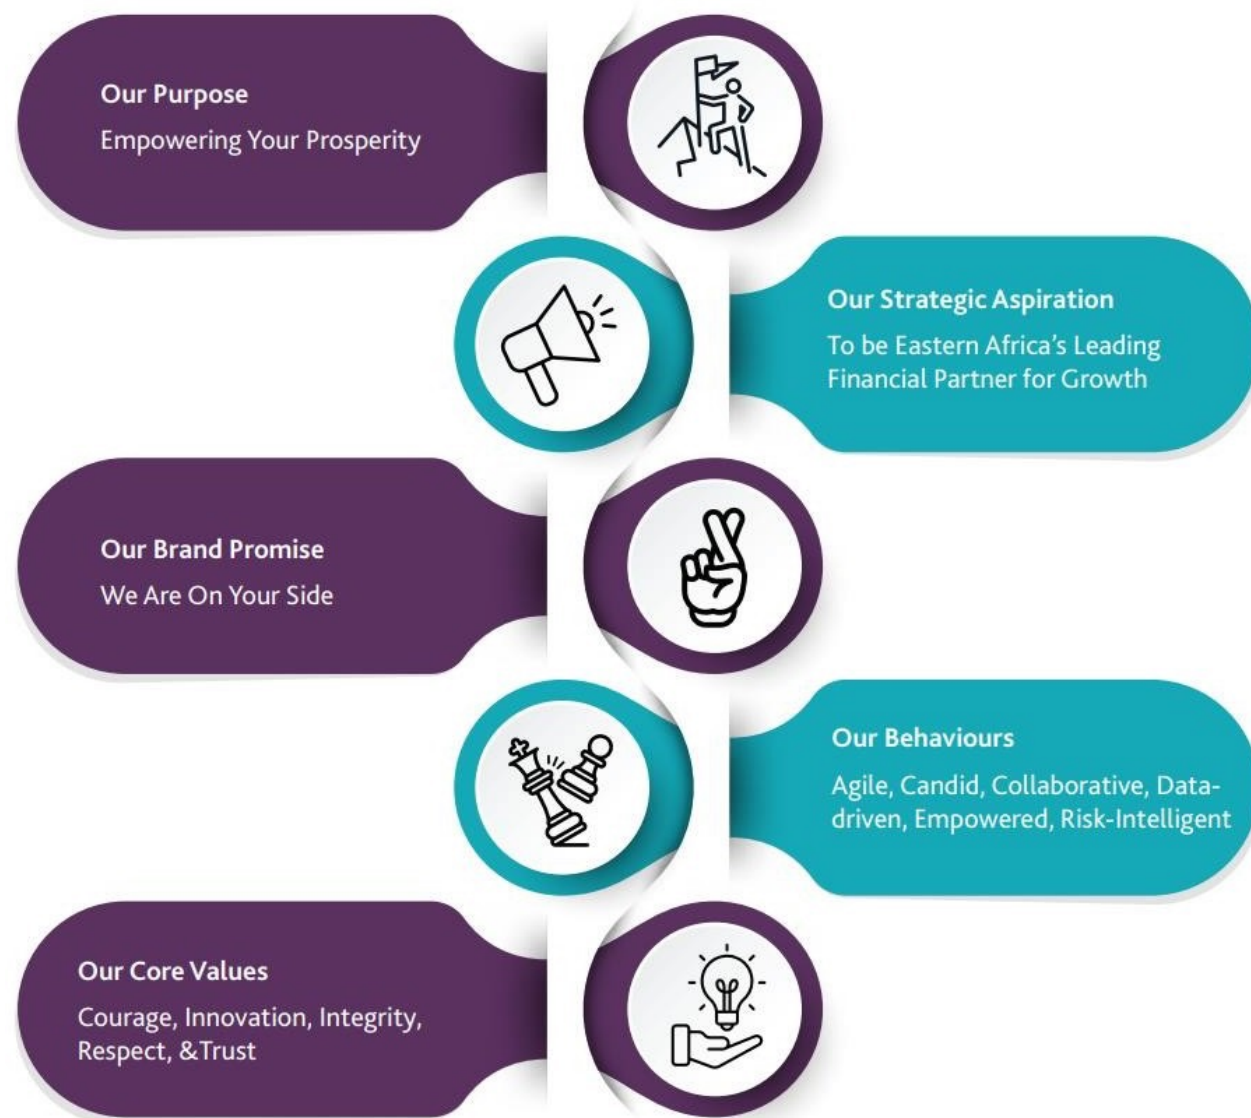 Our Purpose
Empowering Your Prosperity
Our Strategic Aspiration
To be Eastern Africa’s Leading
Financial Partner for Growth
Our Brand Promise
We Are On Your Side
Our Behaviours
Agile, Candid, Collaborative, Data-
driven, Empowered, Risk-Intelligent
Our Core Values
Courage, Innovation, Integrity,
Respect, &Trust